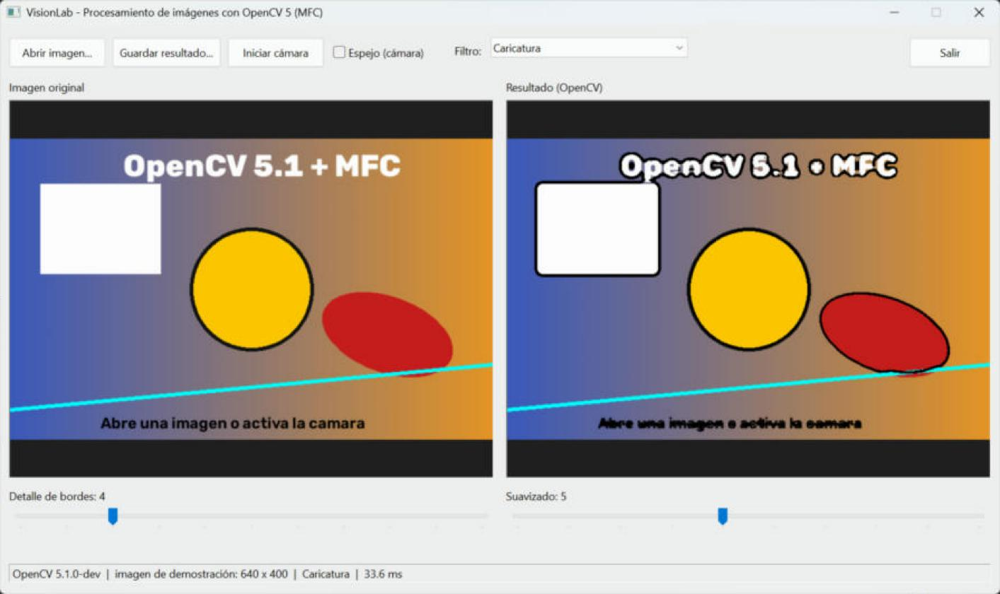 VisionLab - Procesamiento de imágenes con OpenCV 5 (MFC)
Abrir imagen... Guardar resultado... Iniciar cámara Espejo (cámara) Filtro: Caricatura Salir
Imagen original
OpenCV 5.1 + MFC
Abre una imagen o activa la camara
Resultado (OpenCV)
OpenCV 5.1 + MFC
Abre una imagen o activa la camara
Detalle de bordes: 4
Suavizado: 5
OpenCV 5.1.0-dev | imagen de demostración: 640 x 400 | Caricatura | 33.6 ms